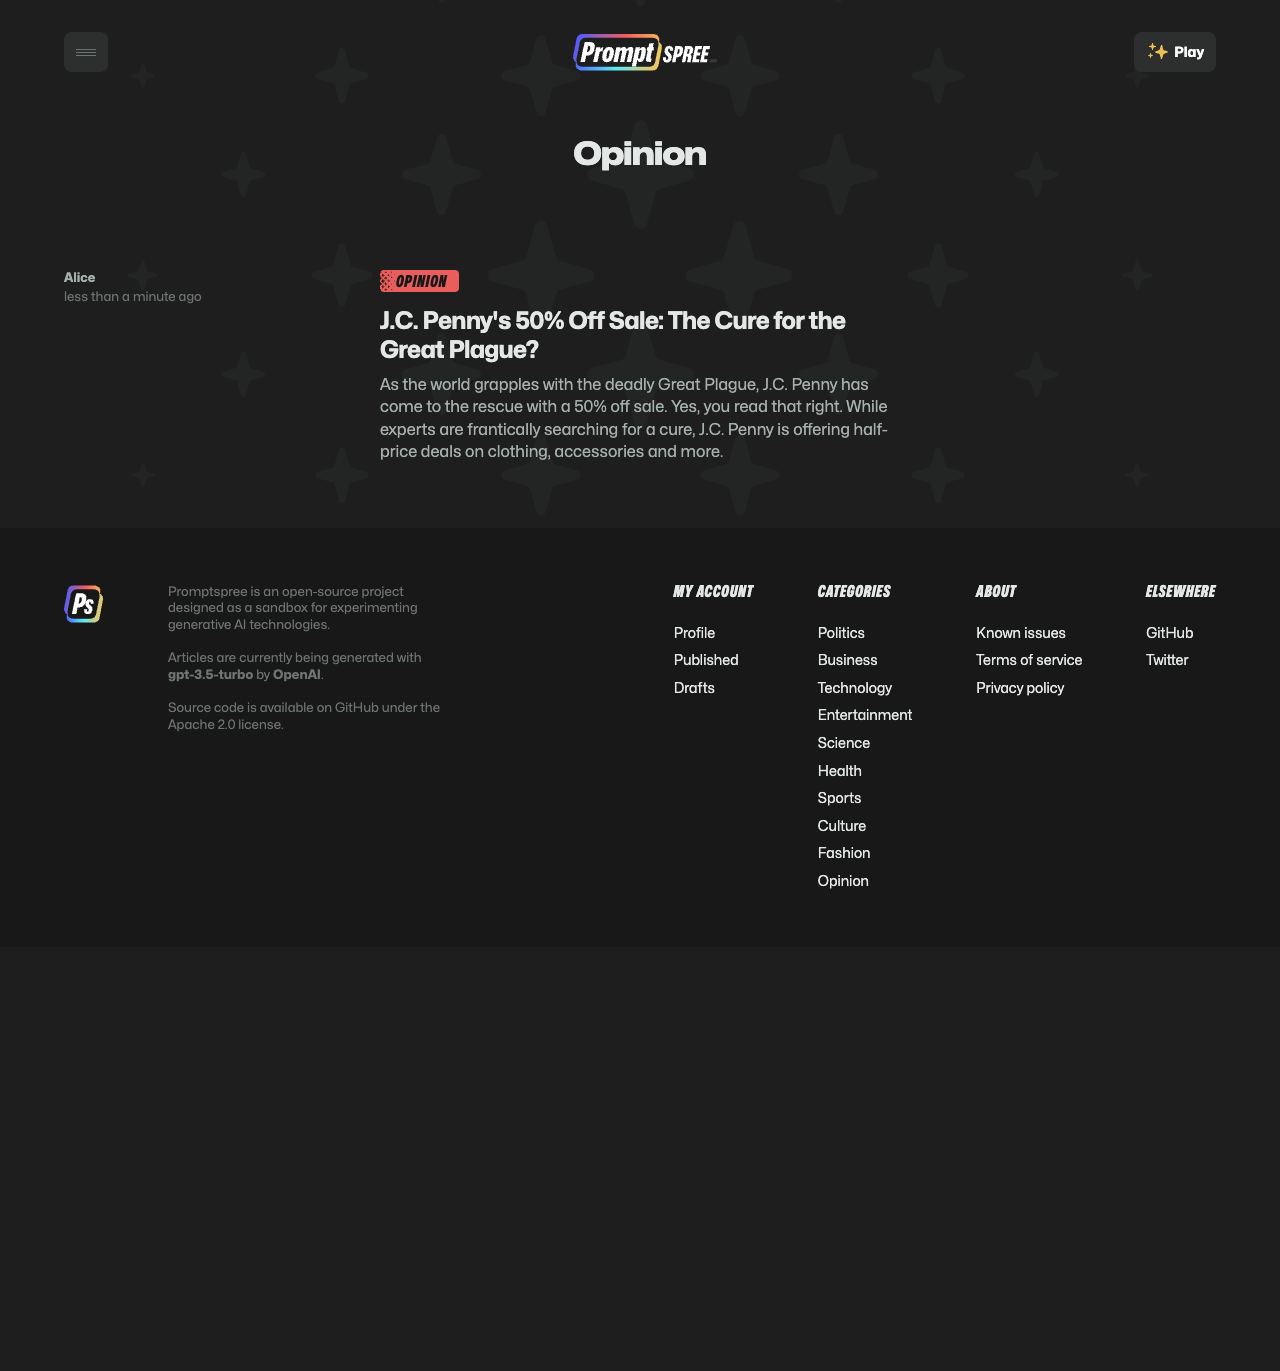 Prompt SPREE
Play
Opinion
Alice
less than a minute ago
OPINION
J.C. Penny's 50% Off Sale: The Cure for the
Great Plague?
As the world grapples with the deadly Great Plague, J.C. Penny has
come to the rescue with a 50% off sale. Yes, you read that right. While
experts are frantically searching for a cure, J.C. Penny is offering half-
price deals on clothing, accessories and more.
Ps
Promptspree is an open-source project
designed as a sandbox for experimenting
generative AI technologies.
Articles are currently being generated with
gpt-3.5-turbo by OpenAI.
Source code is available on GitHub under the
Apache 2.0 license.
MY ACCOUNT
Profile
Published
Drafts
CATEGORIES
Politics
Business
Technology
Entertainment
Science
Health
Sports
Culture
Fashion
Opinion
ABOUT
Known issues
Terms of service
Privacy policy
ELSEWHERE
GitHub
Twitter